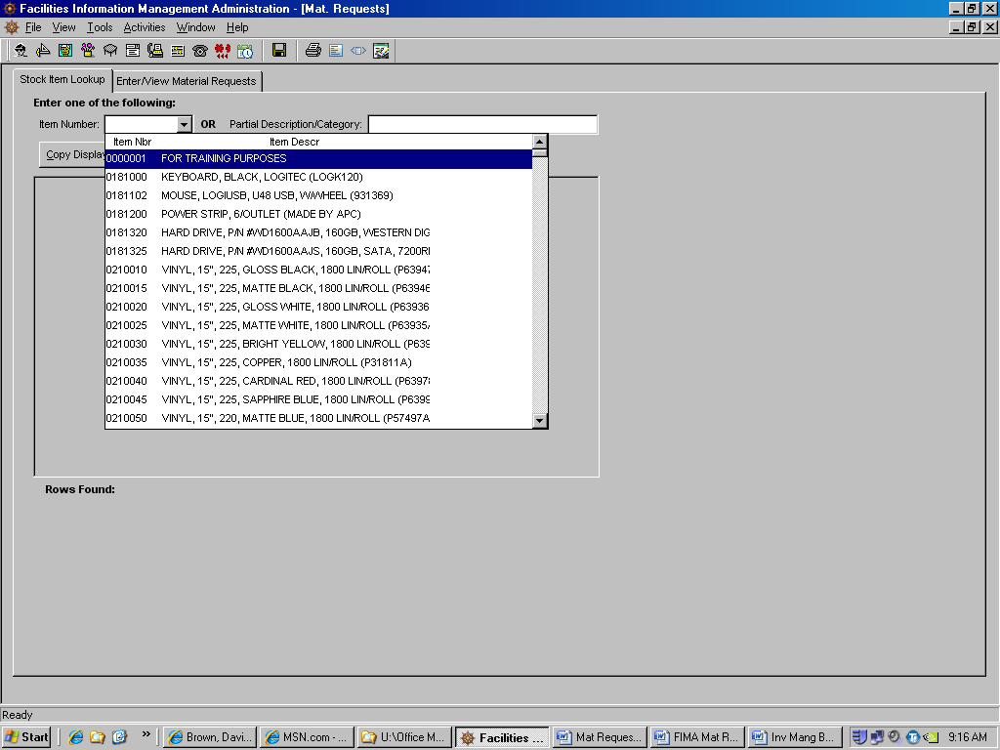 Facilities Information Management Administration - [Mat. Requests]
File View Tools Activities Window Help
Stock Item Lookup Enter/View Material Requests
Enter one of the following:
Item Number: OR Partial Description/Category:
Item Nbr Item Descr
Copy Displa
0000001 FOR TRAINING PURPOSES
0181000 KEYBOARD, BLACK, LOGITEC (LOGK120)
0181102 MOUSE, LOGIUSB, U48 USB, W/WHEEL (931369)
0181200 POWER STRIP, 6/OUTLET (MADE BY APC)
0181320 HARD DRIVE, P/N #WD1600AAJB, 160GB, WESTERN DIG
0181325 HARD DRIVE, P/N #WD1600AAJS, 160GB, SATA, 7200R
0210010 VINYL, 15", 225, GLOSS BLACK, 1800 LIN/ROLL (P6394
0210015 VINYL, 15", 225, MATTE BLACK, 1800 LIN/ROLL (P6394
0210020 VINYL, 15", 225, GLOSS WHITE, 1800 LIN/ROLL (P63936
0210025 VINYL, 15", 225, MATTE WHITE, 1800 LIN/ROLL (P63935
0210030 VINYL, 15", 225, BRIGHT YELLOW, 1800 LIN/ROLL (P639
0210035 VINYL, 15", 225, COPPER, 1800 LIN/ROLL (P31811A)
0210040 VINYL, 15", 225, CARDINAL RED, 1800 LIN/ROLL (P6397
0210045 VINYL, 15", 225, SAPPHIRE BLUE, 1800 LIN/ROLL (P639
0210050 VINYL, 15", 220, MATTE BLUE, 1800 LIN/ROLL (P57497A
Rows Found:
Ready
Start » Brown, Davi... MSN.com - ... U:\Office M... Facilities ... Mat Reques... FIMA Mat R... Inv Mang B... 9:16 AM